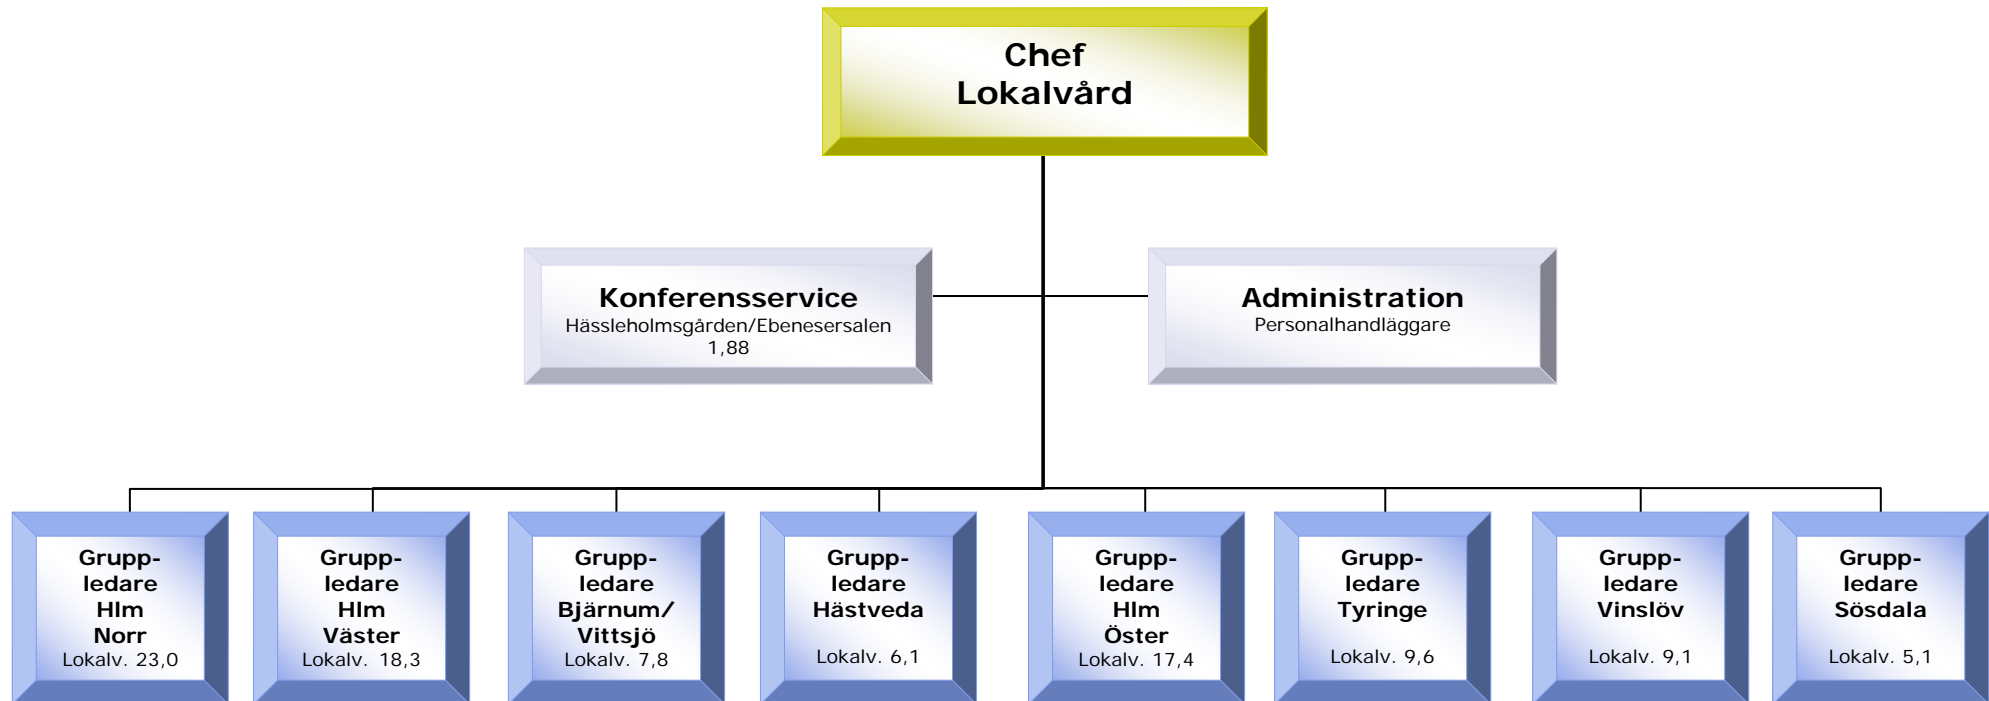 Chef
Lokalvård
Konferensservice
Hässleholmsgården/Ebenesersalen
1,88
Administration
Personalhandläggare
Grupp-
ledare
Hlm
Norr
Lokalv. 23,0
Grupp-
ledare
Hlm
Väster
Lokalv. 18,3
Grupp-
ledare
Bjärnum/
Vittsjö
Lokalv. 7,8
Grupp-
ledare
Hästveda
Lokalv. 6,1
Grupp-
ledare
Hlm
Öster
Lokalv. 17,4
Grupp-
ledare
Tyringe
Lokalv. 9,6
Grupp-
ledare
Vinslöv
Lokalv. 9,1
Grupp-
ledare
Sösdala
Lokalv. 5,1